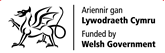 Ariennir gan
Lywodraeth Cymru
Funded by
Welsh Government